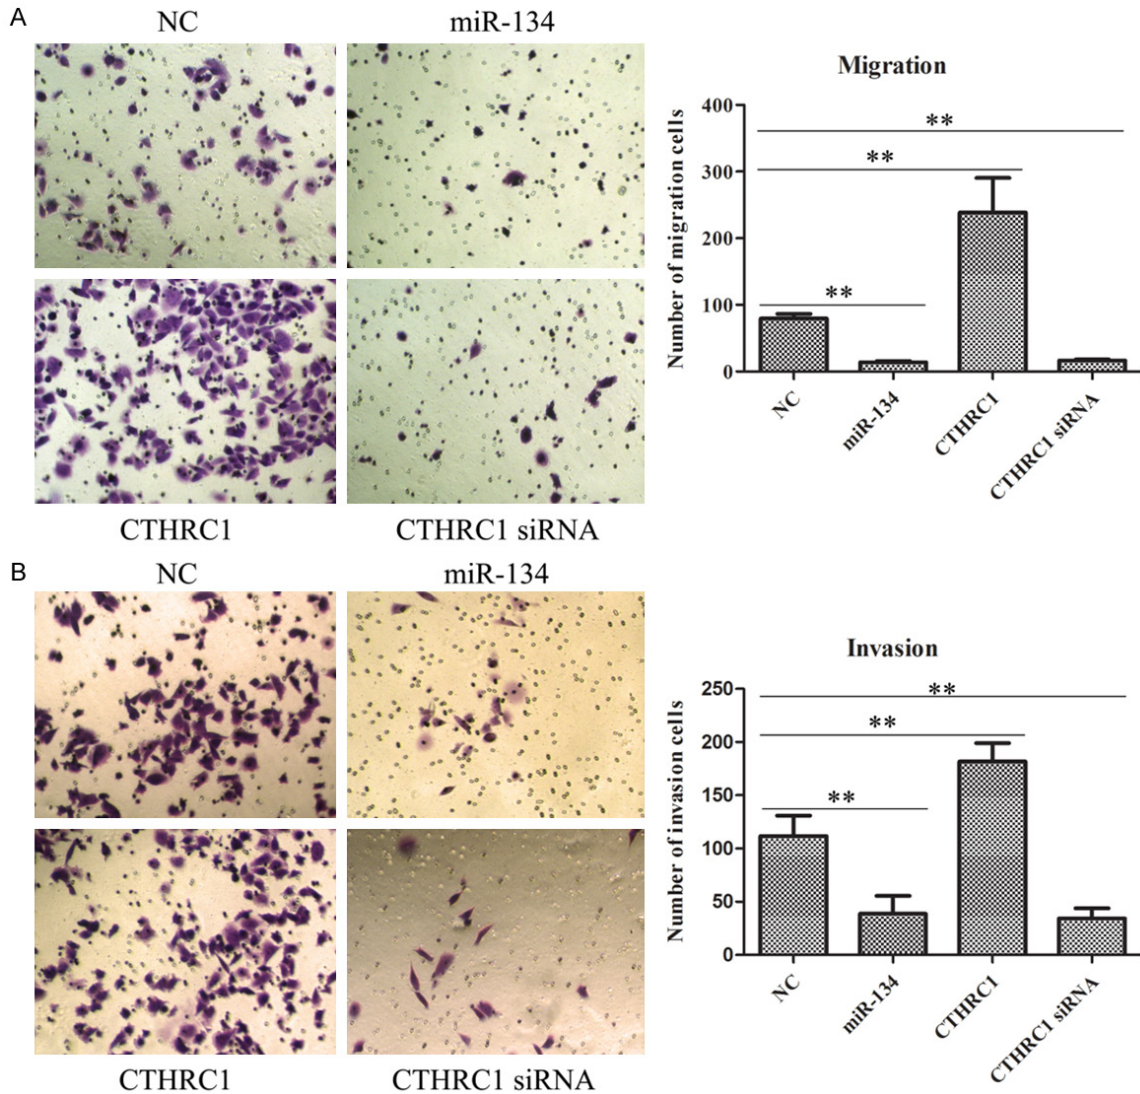 A
NC
miR-134
CTHRC1
CTHRC1 siRNA
Migration
Number of migration cells
400
300
200
100
0
**
**
**
NC
miR-134
CTHRC1
CTHRC1 siRNA
B
NC
miR-134
CTHRC1
CTHRC1 siRNA
Invasion
Number of invasion cells
250
200
150
100
50
0
**
**
**
NC
miR-134
CTHRC1
CTHRC1 siRNA